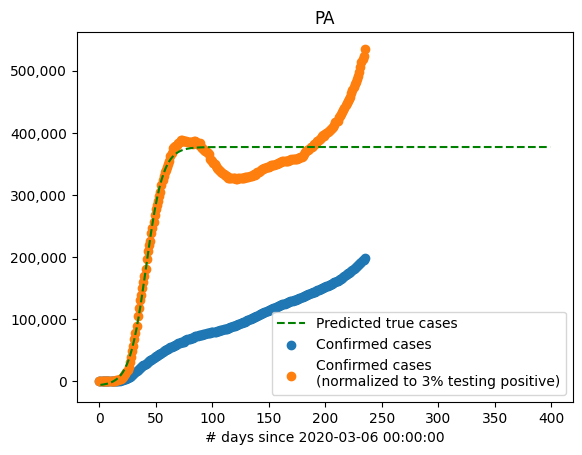 PA
500,000
400,000
300,000
200,000
100,000
0
Predicted true cases
Confirmed cases
Confirmed cases
(normalized to 3% testing positive)
0 50 100 150 200 250 300 350 400
# days since 2020-03-06 00:00:00